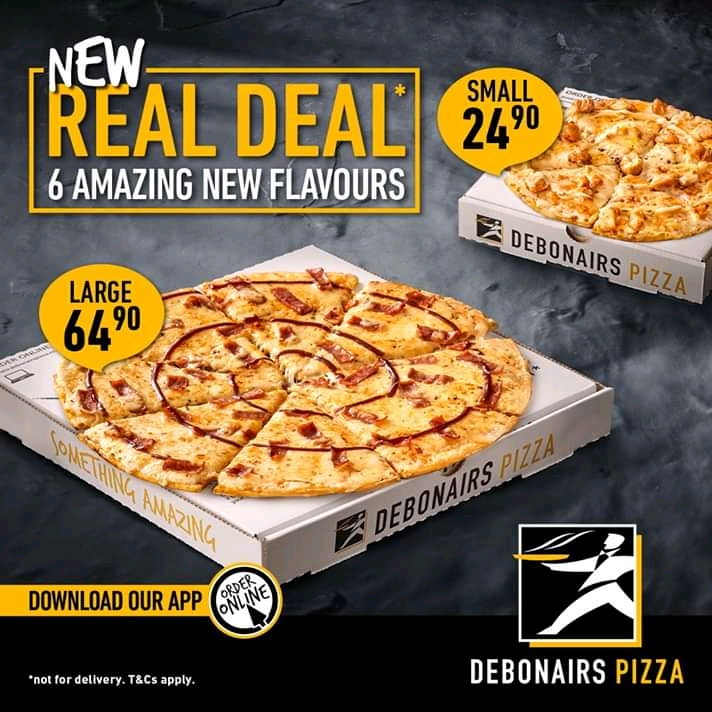 NEW
REAL DEAL*
6 AMAZING NEW FLAVOURS
SMALL
24⁹⁰
DEBONAIRS PIZZA
LARGE
64⁹⁰
SOMETHING AMAZING
DEBONAIRS PIZZA
DOWNLOAD OUR APP
ORDER
ONLINE
DEBONAIRS PIZZA
*not for delivery. T&Cs apply.